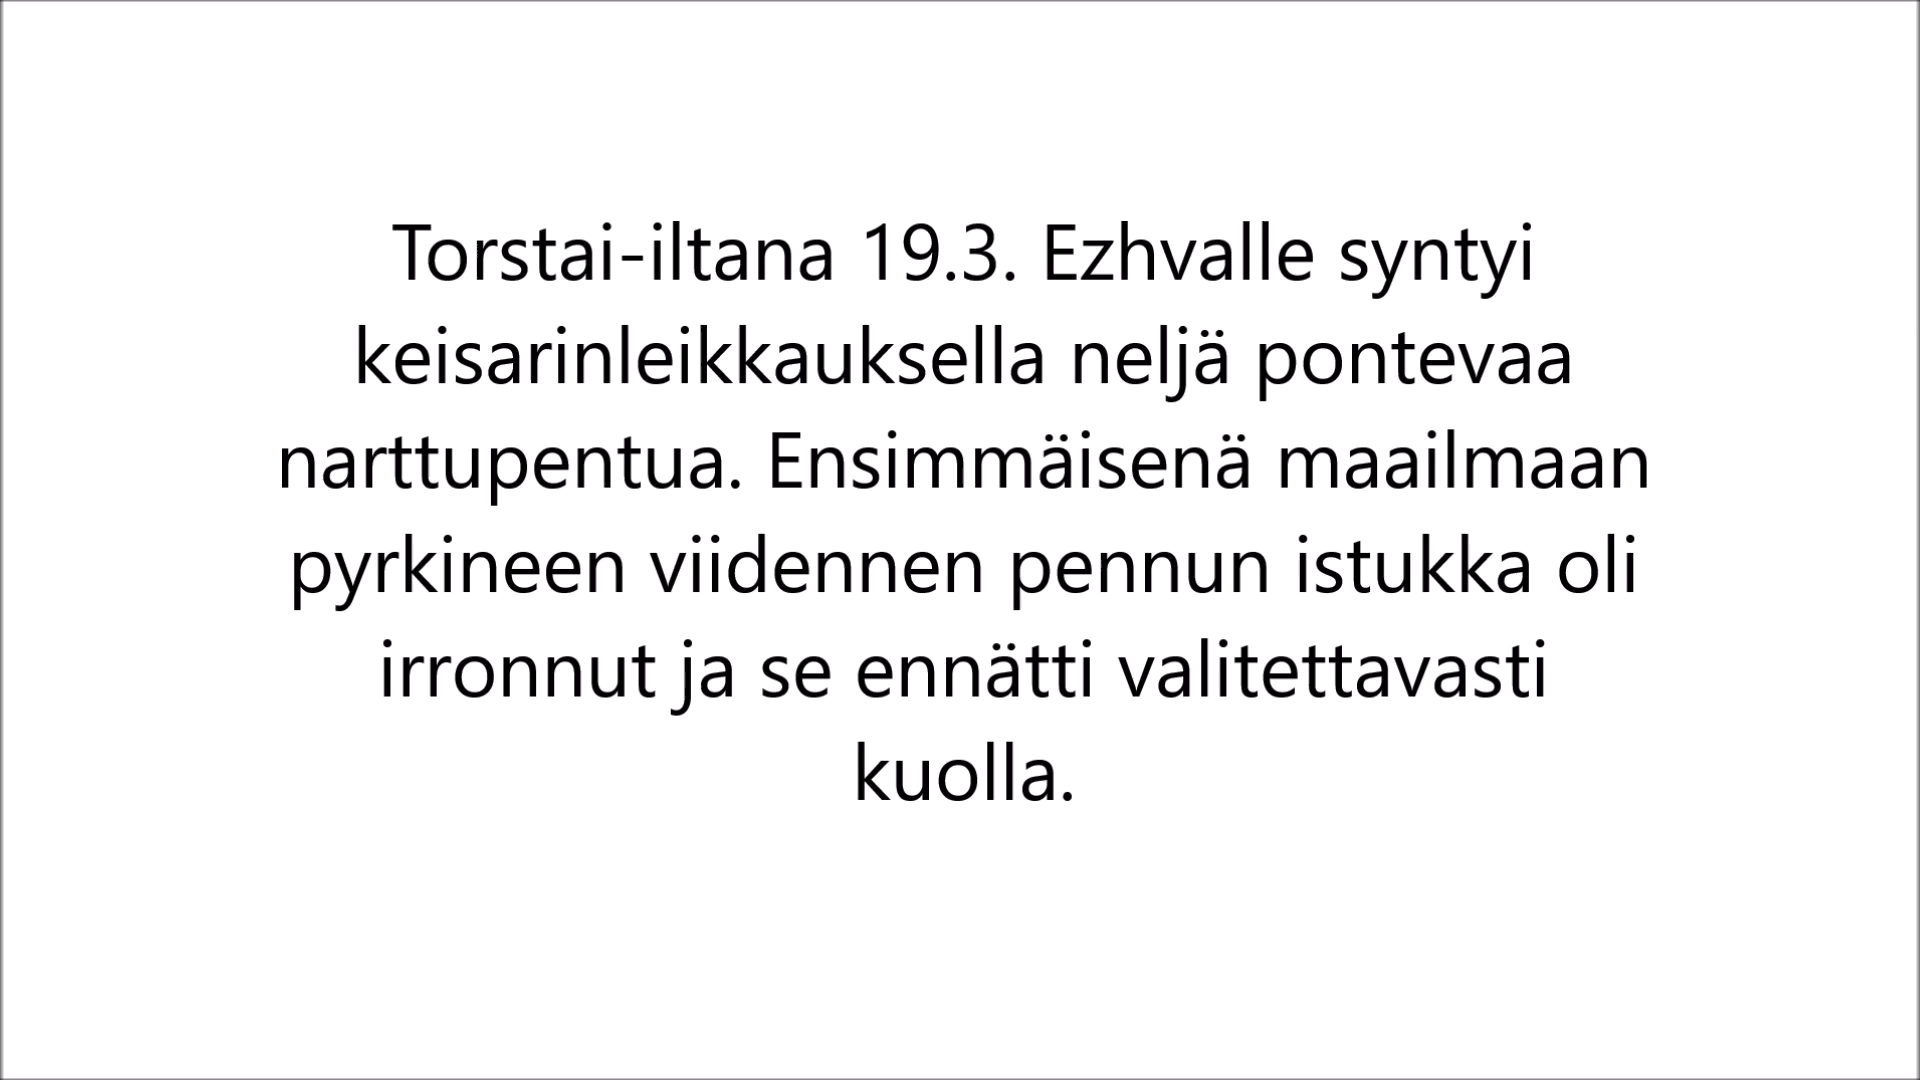 Torstai-iltana 19.3. Ezhvalle syntyi
keisarinleikkauksella neljä pontevaa
narttupentua. Ensimmäisenä maailmaan
pyrkineen viidennen pennun istukka oli
irronnut ja se ennätti valitettavasti
kuolla.